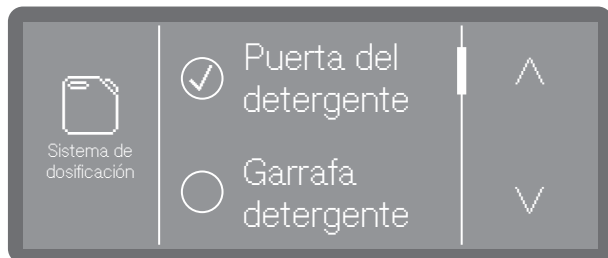 Sistema de
dosificación
Puerta del
detergente
Garrafa
detergente